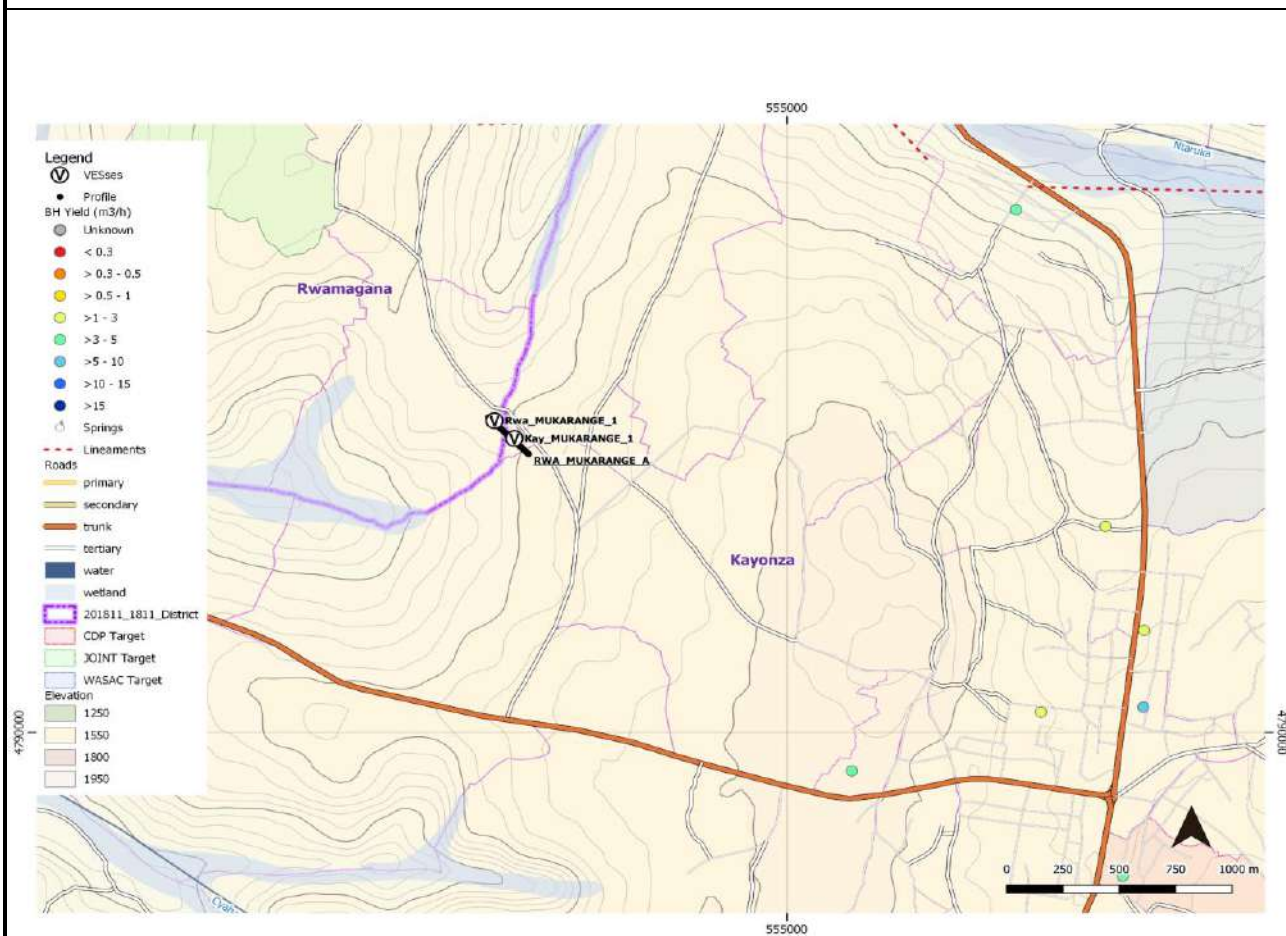 555000
Legend
VESses
Profile
BH Yield (m3/h)
Unknown
< 0.3
> 0.3 - 0.5
> 0.5 - 1
>1 - 3
>3 - 5
>5 - 10
>10 - 15
>15
Springs
Lineaments
Roads
primary
secondary
trunk
tertiary
water
wetland
201811_1811_District
CDP Target
JOINT Target
WASAC Target
Elevation
1250
1550
1800
1950
Ntaruka
Rwamagana
V Rwa_MUKARANGE_1
V Kay_MUKARANGE_1
RWA_MUKARANGE_A
Kayonza
4790000
4790000
0 250 500 750 1000 m
555000